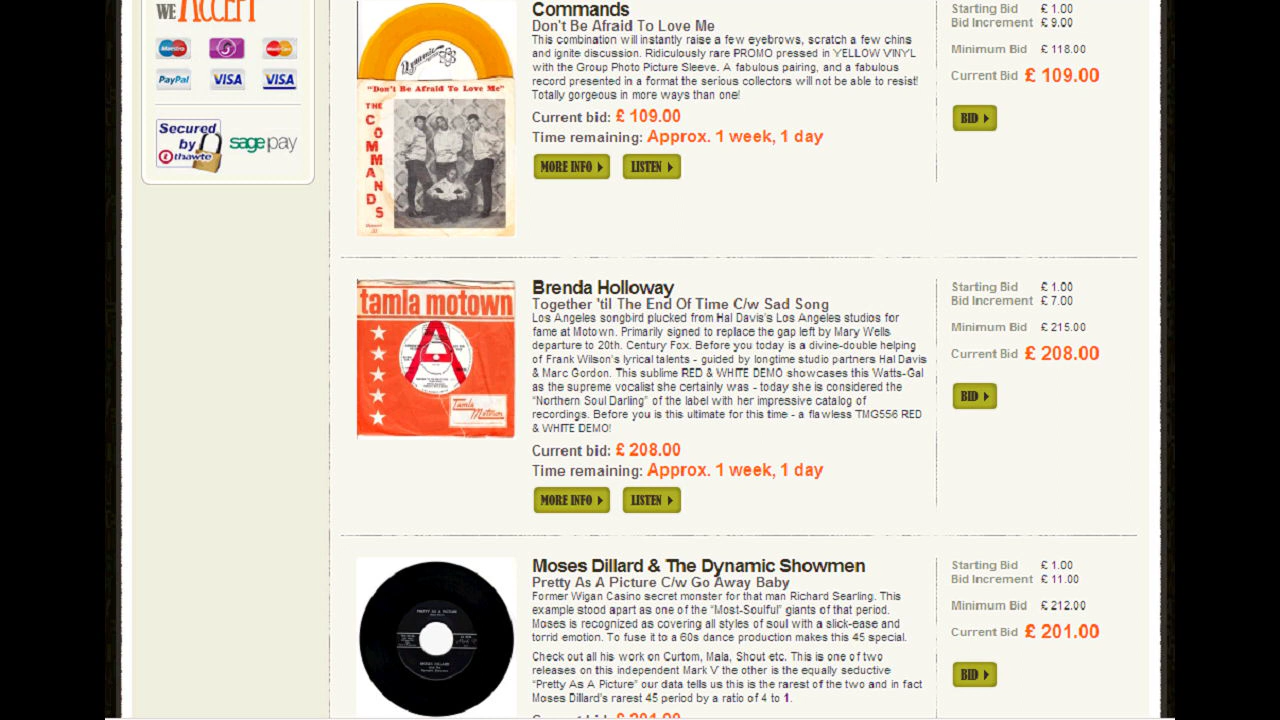 WE ACCEPT
Maestro
MasterCard
PayPal
VISA
VISA
Secured
by
thawte
sage pay
Dynamic
"Don't Be Afraid To Love Me"
THE
COMMANDS
Commands
Don't Be Afraid To Love Me
This combination will instantly raise a few eyebrows, scratch a few chins
and ignite discussion. Ridiculously rare PROMO pressed in YELLOW VINYL
with the Group Photo Picture Sleeve. A fabulous pairing, and a fabulous
record presented in a format the serious collectors will not be able to resist!
Totally gorgeous in more ways than one!
Current bid: £ 109.00
Time remaining: Approx. 1 week, 1 day
MORE INFO
LISTEN
Starting Bid £ 1.00
Bid Increment £ 9.00
Minimum Bid £ 118.00
Current Bid £ 109.00
BID
tamla motown
A
Tamla
Motown
Brenda Holloway
Together 'til The End Of Time C/w Sad Song
Los Angeles songbird plucked from Hal Davis's Los Angeles studios for
fame at Motown. Primarily signed to replace the gap left by Mary Wells
departure to 20th. Century Fox. Before you today is a divine-double helping
of Frank Wilson's lyrical talents - guided by longtime studio partners Hal Davis
& Marc Gordon. This sublime RED & WHITE DEMO showcases this Watts-Gal
as the supreme vocalist she certainly was - today she is considered the
"Northern Soul Darling" of the label with her impressive catalog of
recordings. Before you is this ultimate for this time - a flawless TMG556 RED
& WHITE DEMO!
Current bid: £ 208.00
Time remaining: Approx. 1 week, 1 day
MORE INFO
LISTEN
Starting Bid £ 1.00
Bid Increment £ 7.00
Minimum Bid £ 215.00
Current Bid £ 208.00
BID
PRETTY AS A PICTURE
MOSES DILLARD
Moses Dillard & The Dynamic Showmen
Pretty As A Picture C/w Go Away Baby
Former Wigan Casino secret monster for that man Richard Searling. This
example stood apart as one of the "Most-Soulful" giants of that period.
Moses is recognized as covering all styles of soul with a slick-ease and
torrid emotion. To fuse it to a 60s dance production makes this 45 special.
Check out all his work on Curtom, Mala, Shout etc. This is one of two
releases on this independent Mark V the other is the equally seductive
"Pretty As A Picture" our data tells us this is the rarest of the two and in fact
Moses Dillard's rarest 45 period by a ratio of 4 to 1.
Current bid: £ 201.00
Starting Bid £ 1.00
Bid Increment £ 11.00
Minimum Bid £ 212.00
Current Bid £ 201.00
BID